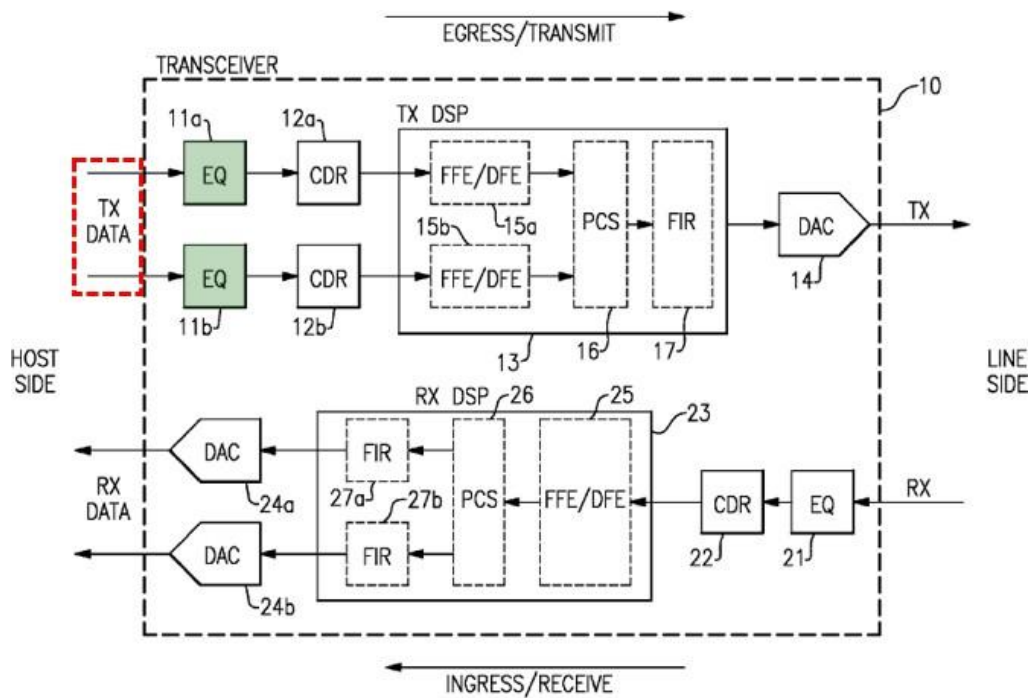 EGRESS/TRANSMIT
TRANSCEIVER
10
11a
12a
TX DSP
EQ
CDR
FFE/DFE
15a
TX
DATA
PCS
FIR
DAC
TX
14
15b
EQ
CDR
FFE/DFE
11b
12b
13
16
17
HOST
SIDE
LINE
SIDE
RX DSP
26
25
23
DAC
FIR
24a
27a
27b
RX
DATA
PCS
FFE/DFE
CDR
EQ
RX
22
21
DAC
FIR
24b
INGRESS/RECEIVE